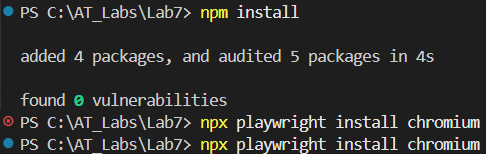 PS C:\AT_Labs\Lab7> npm install
added 4 packages, and audited 5 packages in 4s
found 0 vulnerabilities
PS C:\AT_Labs\Lab7> npx playwright install chromium
PS C:\AT_Labs\Lab7> npx playwright install chromium